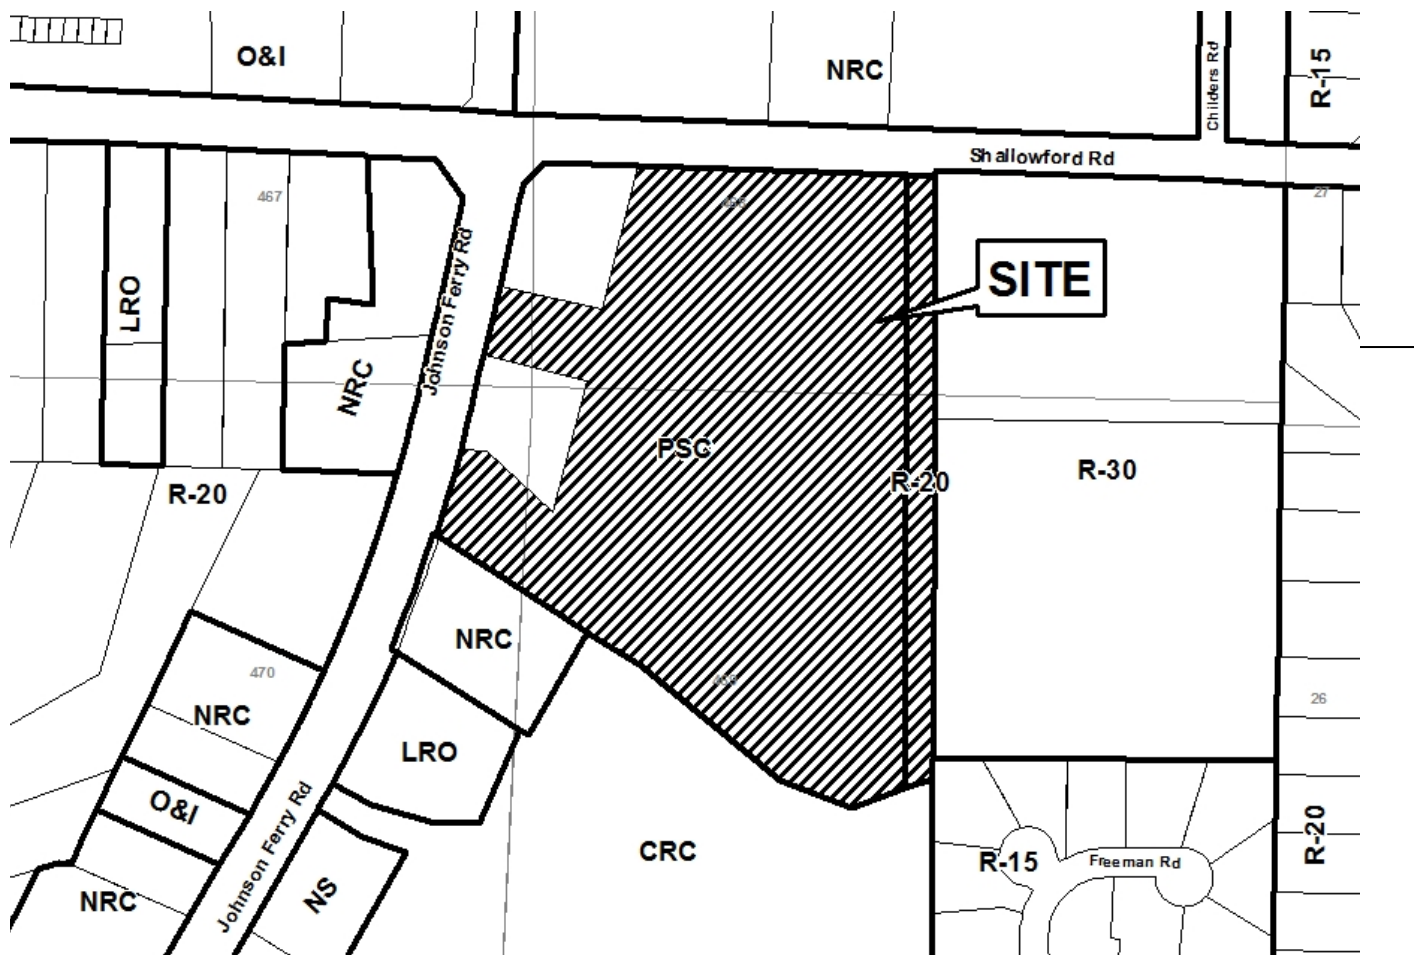 O&I
NRC
Childers Rd
R-15
Shallowford Rd
467
27
LRO
Johnson Ferry Rd
SITE
NRC
PSC
R-20
R-30
R-20
NRC
470
NRC
LRO
26
O&I
Johnson Ferry Rd
CRC
R-15
Freeman Rd
R-20
NS
NRC